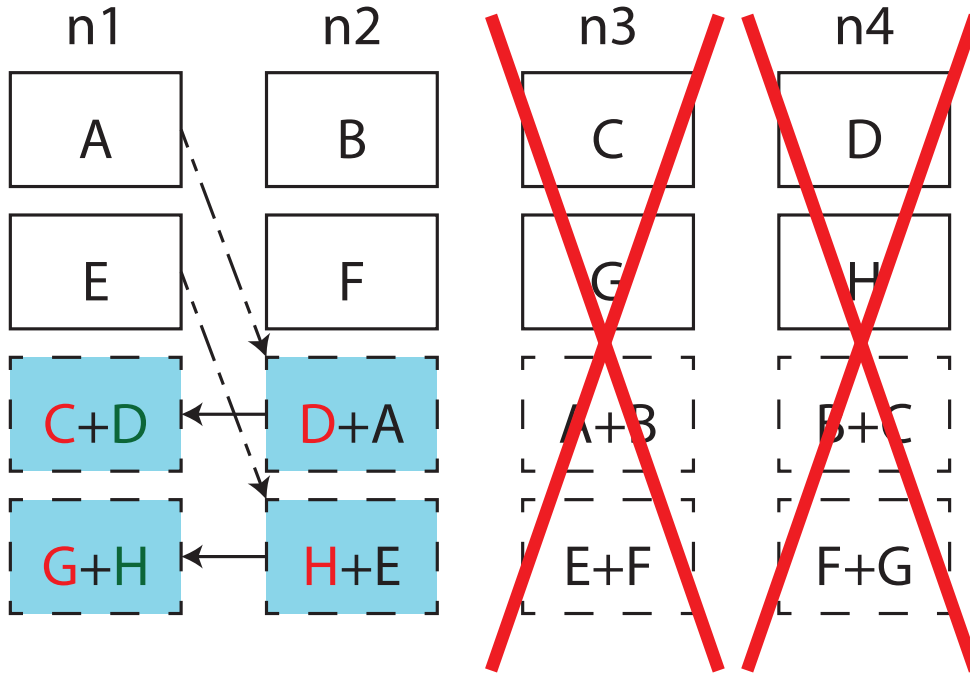 n1 n2 n3 n4
A B C D
E F G H
C+D D+A A+B B+C
G+H H+E E+F F+G